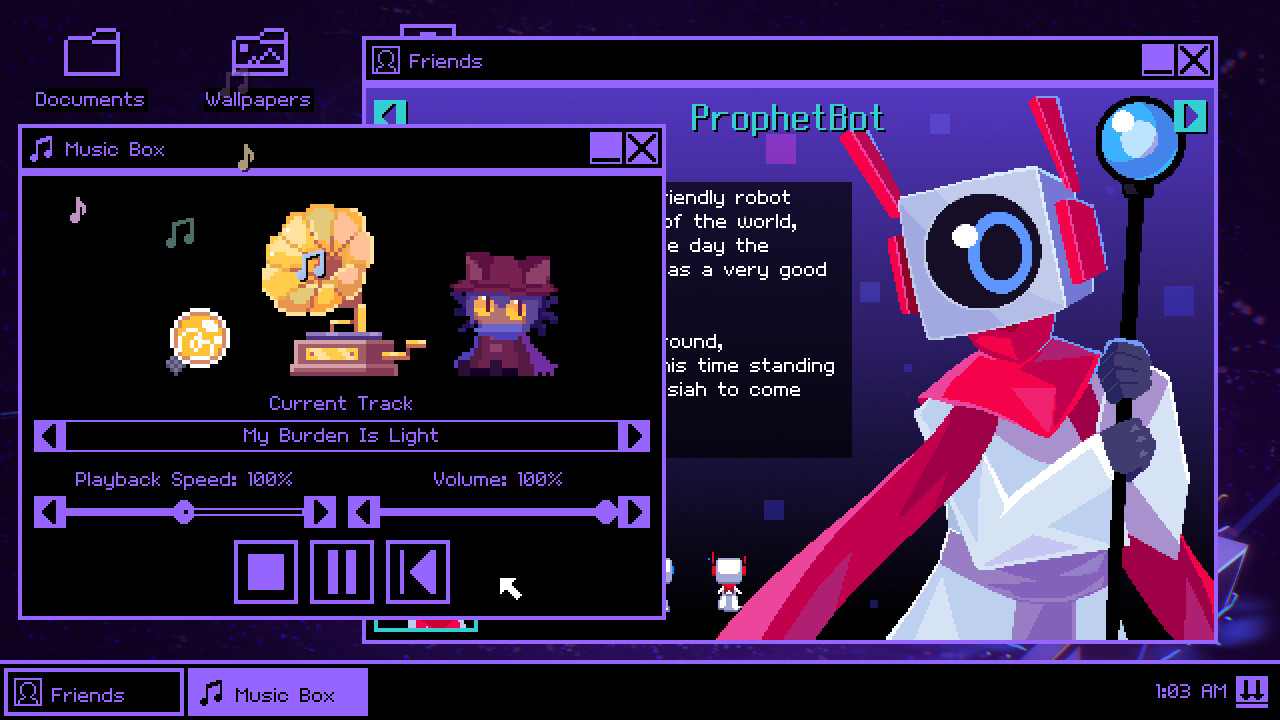 Documents
Wallpapers
Friends
ProphetBot
Music Box
riendly robot
of the world,
e day the
as a very good
round,
his time standing
siah to come
Current Track
My Burden Is Light
Playback Speed: 100%
Volume: 100%
Friends
Music Box
1:03 AM